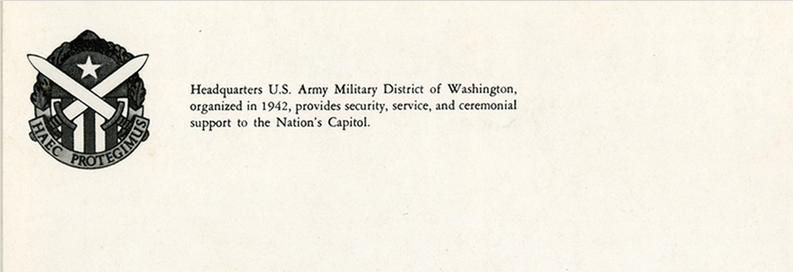 HAEC PROTEGIMUS
Headquarters U.S. Army Military District of Washington,
organized in 1942, provides security, service, and ceremonial
support to the Nation's Capitol.